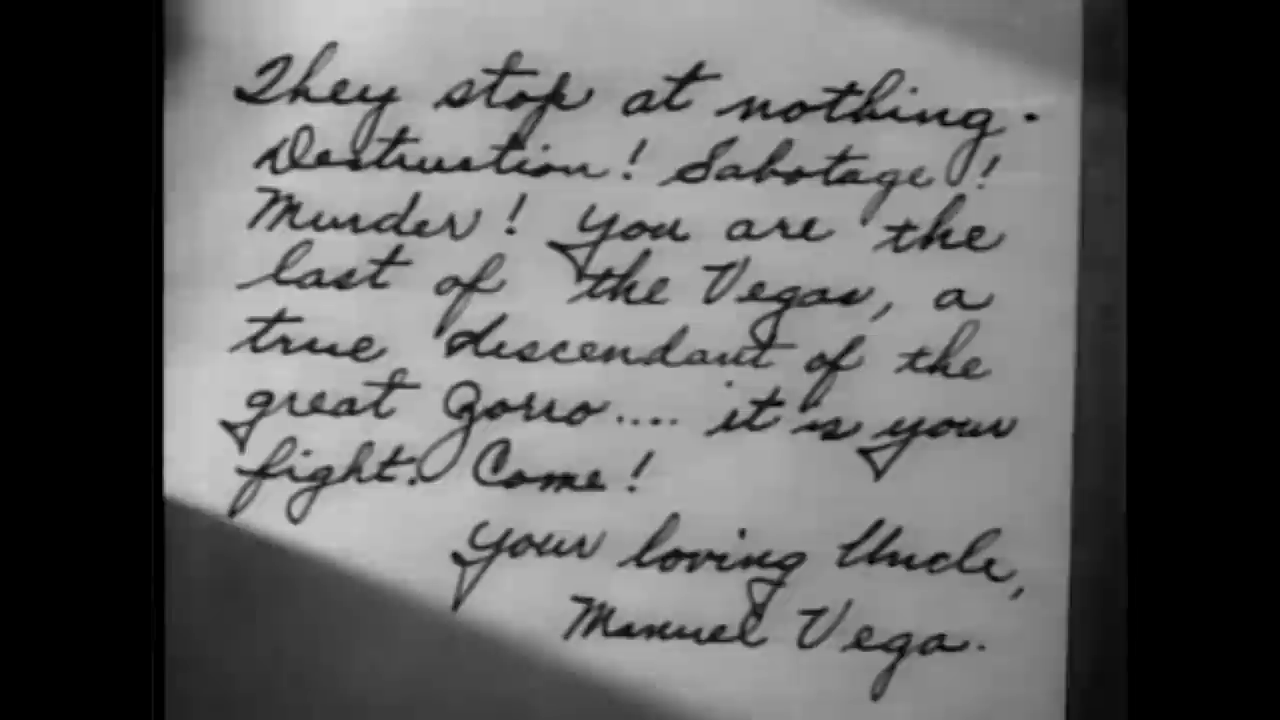 They stop at nothing.
Destruction! Sabotage!
Murder! You are the
last of the Vegas, a
true descendant of the
great Zorro.... it is your
fight. Come!
Your loving Uncle,
Manuel Vega.